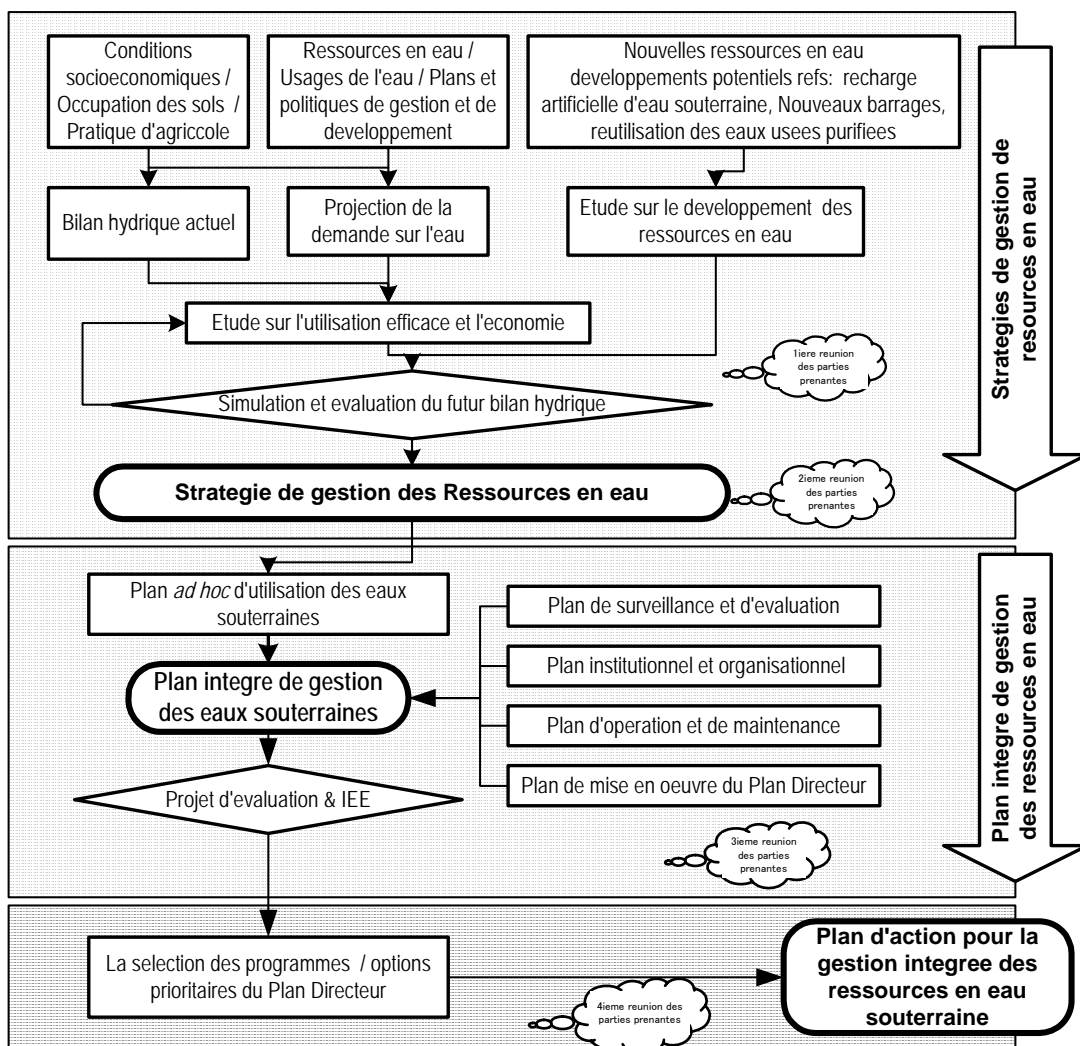 Conditions
socioeconomiques /
Occupation des sols /
Pratique d'agriccole
Ressources en eau /
Usages de l'eau / Plans et
politiques de gestion et de
developpement
Nouvelles ressources en eau
developpements potentiels refs: recharge
artificielle d'eau souterraine, Nouveaux barrages,
reutilisation des eaux usees purifiees
Bilan hydrique actuel
Projection de la
demande sur l'eau
Etude sur le developpement des
ressources en eau
Etude sur l'utilisation efficace et l'economie
1iere reunion
des parties
prenantes
Simulation et evaluation du futur bilan hydrique
Strategie de gestion des Ressources en eau
2ieme reunion
des parties
prenantes
Strategies de gestion de
resources en eau
Plan ad hoc d'utilisation des eaux
souterraines
Plan integre de gestion
des eaux souterraines
Projet d'evaluation & IEE
Plan de surveillance et d'evaluation
Plan institutionnel et organisationnel
Plan d'operation et de maintenance
Plan de mise en oeuvre du Plan Directeur
3ieme reunion
des parties
prenantes
Plan integre de gestion
des ressources en eau
La selection des programmes / options
prioritaires du Plan Directeur
4ieme reunion des
parties prenantes
Plan d'action pour la
gestion integree des
ressources en eau
souterraine